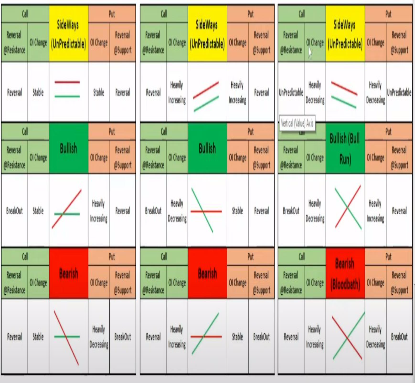 Call SideWays (UnPredictable) Put
Reversal @Resistance OI Change OI Change Reversal @Support
Reversal Stable Stable Reversal
Call Bullish Put
Reversal @Resistance OI Change OI Change Reversal @Support
BreakOut Stable Heavily Increasing Reversal
Call Bearish Put
Reversal @Resistance OI Change OI Change Reversal @Support
Reversal Stable Heavily Decreasing BreakOut
Call SideWays (UnPredictable) Put
Reversal @Resistance OI Change OI Change Reversal @Support
Reversal Heavily Increasing Heavily Increasing Reversal
Call Bullish Put
Reversal @Resistance OI Change OI Change Reversal @Support
BreakOut Heavily Decreasing Stable Reversal
Call Bearish Put
Reversal @Resistance OI Change OI Change Reversal @Support
Reversal Heavily Increasing Stable BreakOut
Call SideWays (UnPredictable) Put
Reversal @Resistance OI Change OI Change Reversal @Support
UnPredictable Heavily Decreasing Heavily Decreasing UnPredictable
Vertical (Value) Axis
Call Bullish (Bull Run) Put
Reversal @Resistance OI Change OI Change Reversal @Support
BreakOut Heavily Decreasing Heavily Increasing Reversal
Call Bearish (Bloodbath) Put
Reversal @Resistance OI Change OI Change Reversal @Support
Reversal Heavily Increasing Heavily Decreasing BreakOut